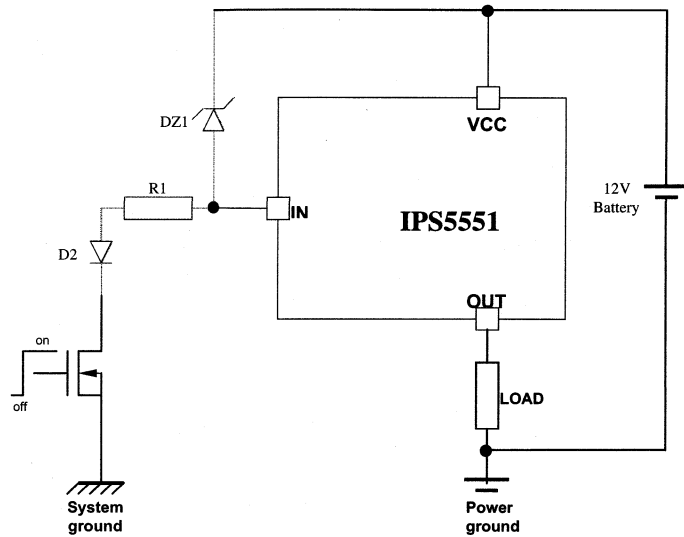 VCC
DZ1
R1
IN
12V
Battery
IPS5551
D2
OUT
on
off
LOAD
System
ground
Power
ground